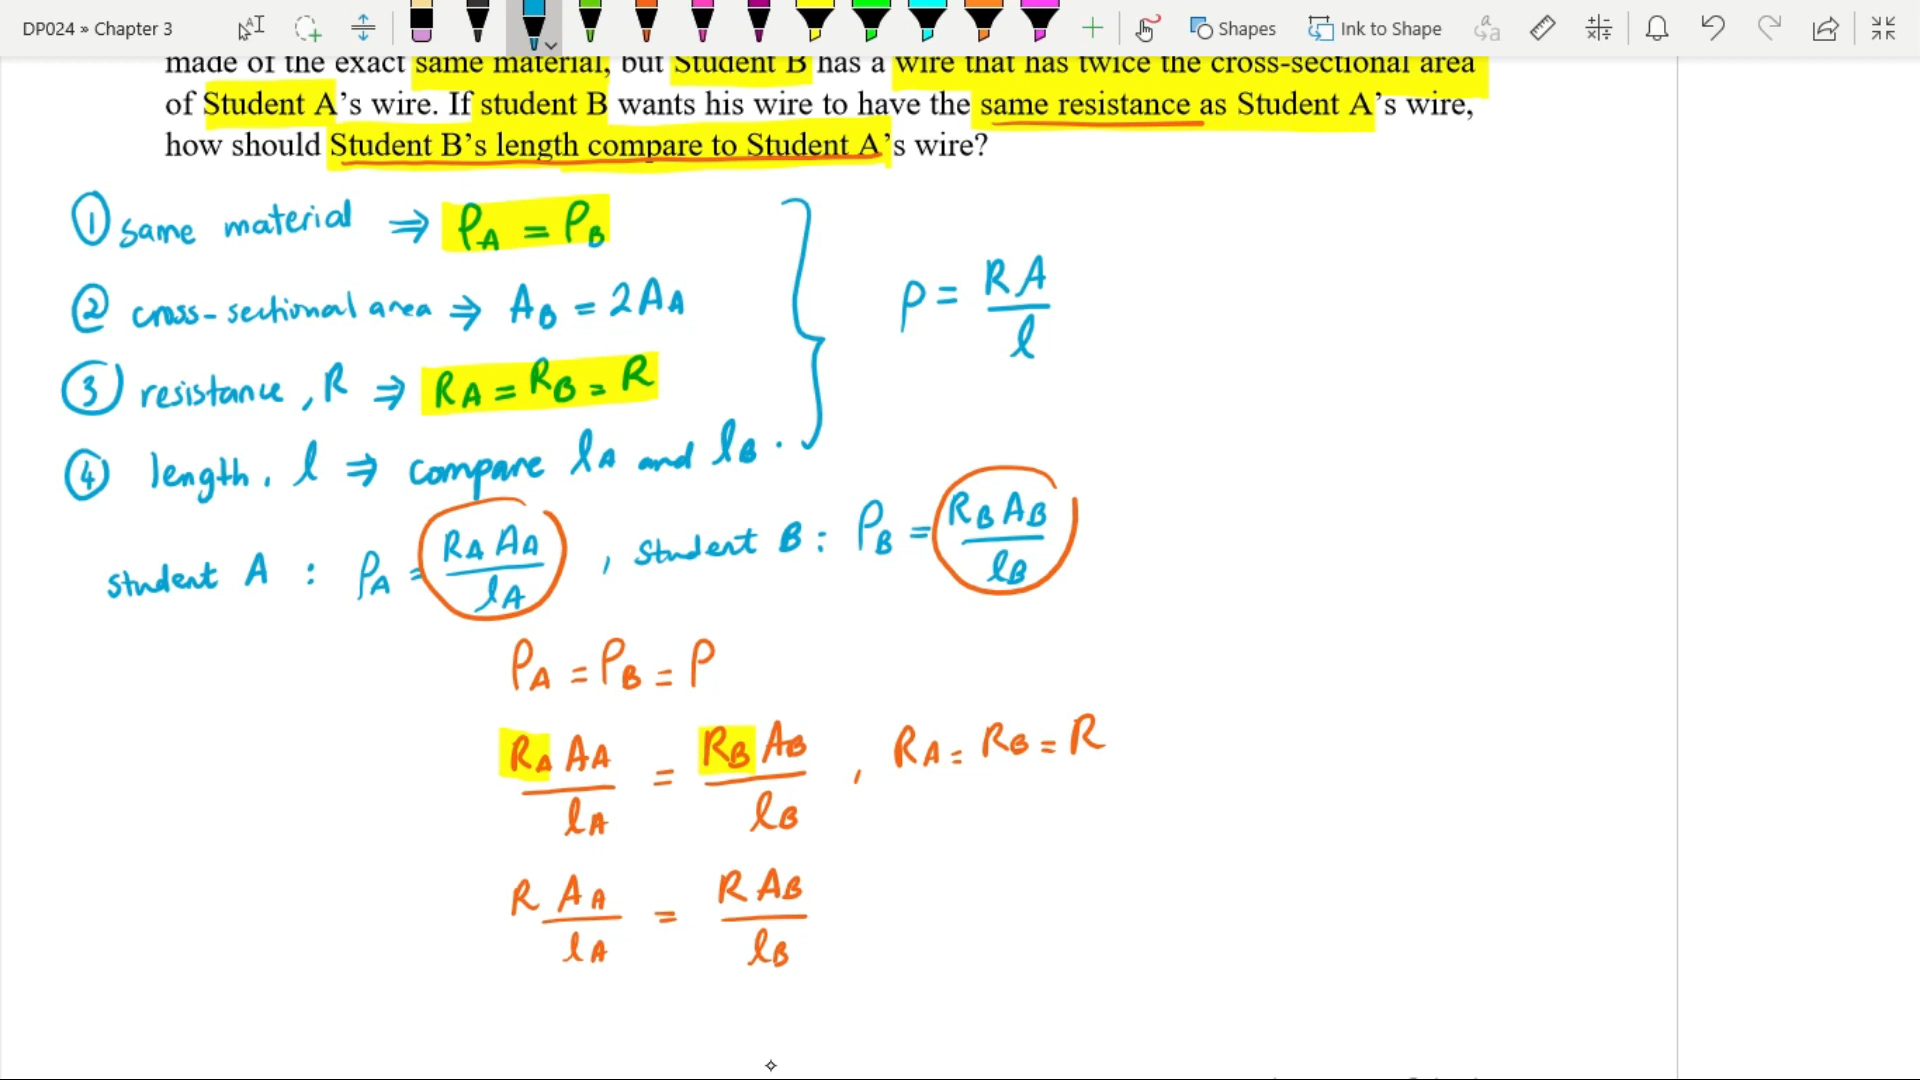 DP024 » Chapter 3
Shapes
Ink to Shape
made of the exact same material, but Student B has a wire that has twice the cross-sectional area
of Student A’s wire. If student B wants his wire to have the same resistance as Student A’s wire,
how should Student B’s length compare to Student A’s wire?
① same material ⇒ ρA = ρB
② cross-sectional area ⇒ AB = 2AA
③ resistance, R ⇒ RA = RB = R
④ length, l ⇒ compare lA and lB.
ρ = RA / l
student A : ρA = RA AA / lA , student B : ρB = RB AB / lB
ρA = ρB = ρ
RA AA / lA = RB AB / lB , RA = RB = R
R AA / lA = R AB / lB